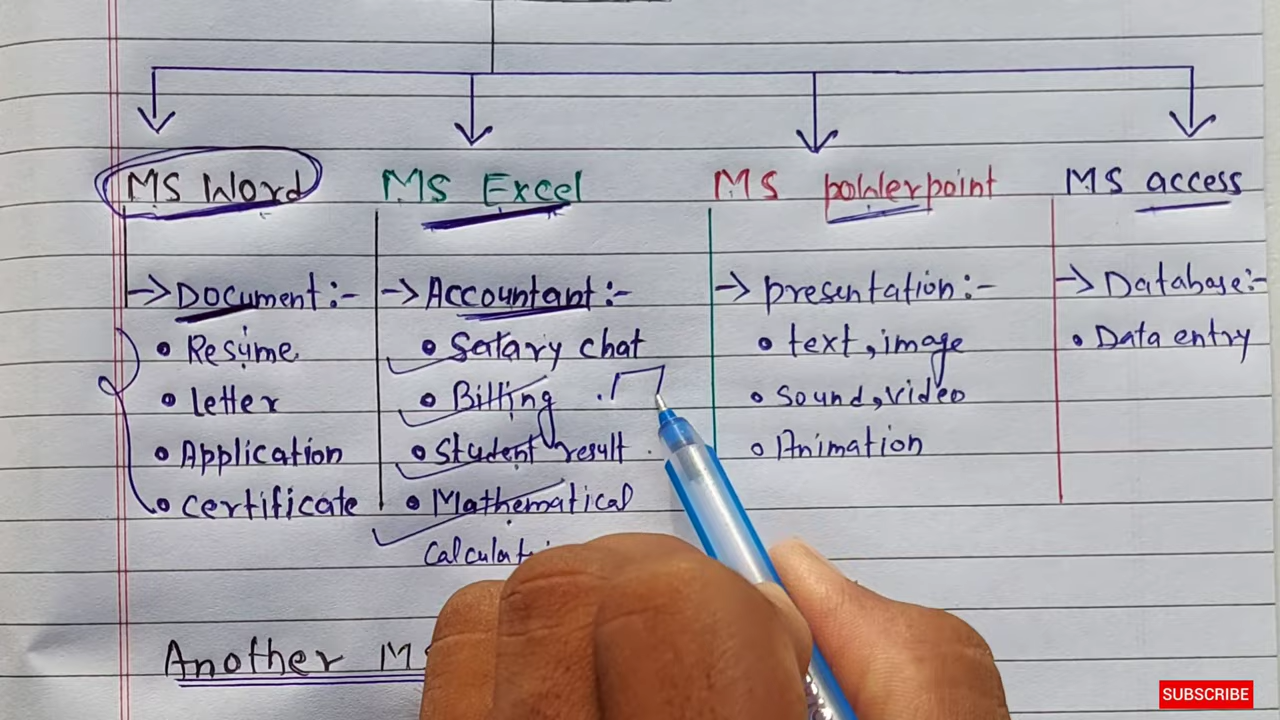 MS Word MS Excel MS powerpoint MS access
→ Document :- → Accountant :- → presentation :- → Database :-
• Resume • Satary chat • text, image • Data entry
• letter • Billing • Sound, video
• Application • Student result • Animation
• certificate • Mathematical
Another
SUBSCRIBE